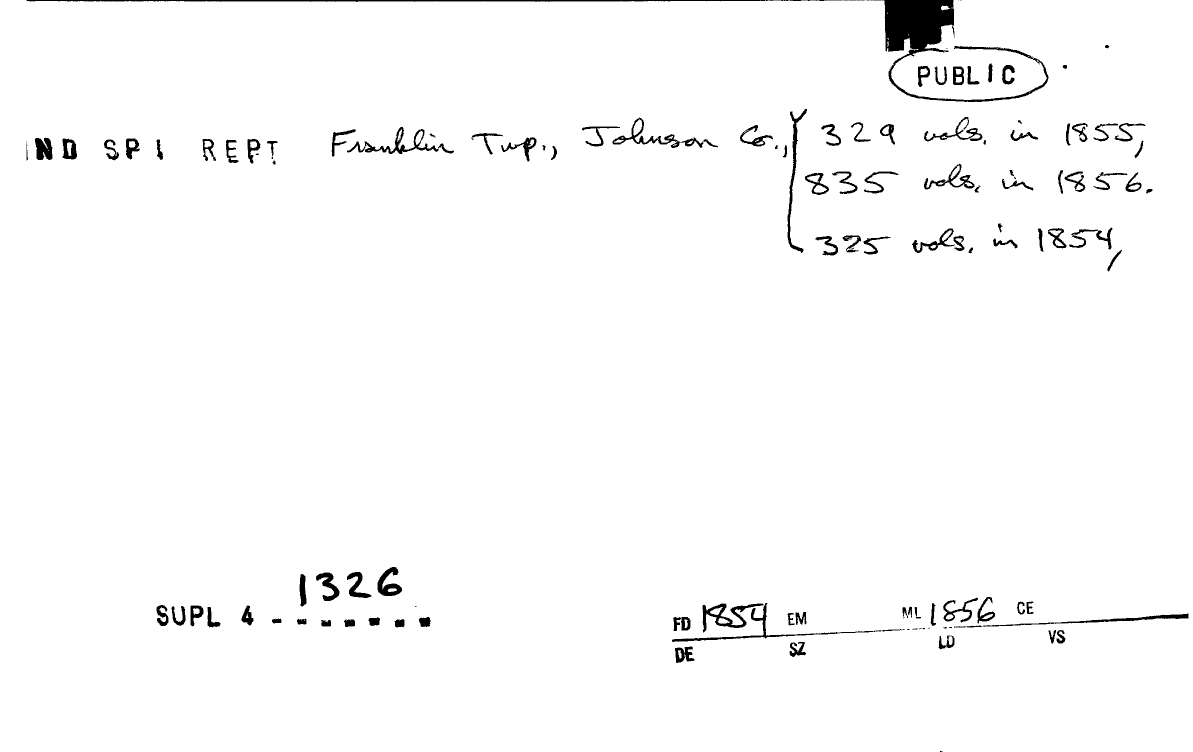 PUBLIC
IND SPI REPT Franklin Twp., Johnson Co., 329 vols. in 1855,
835 vols. in 1856.
325 vols. in 1854,
1326
SUPL 4 - - - - - - -
FD 1854 EM ML 1856 CE
DE SZ LD VS